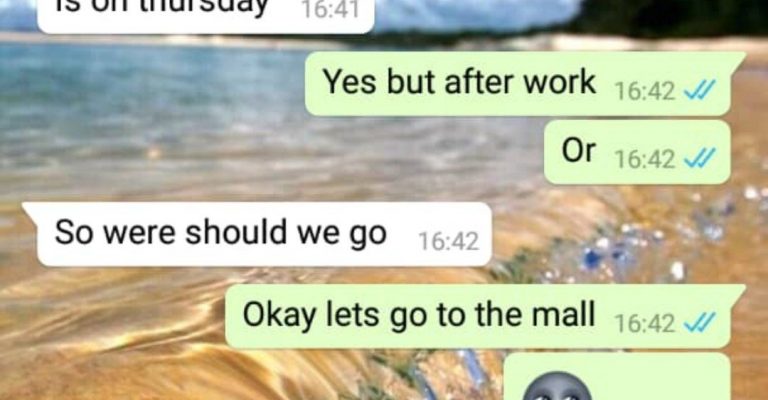 is on thursday 16:41
Yes but after work 16:42
Or 16:42
So were should we go 16:42
Okay lets go to the mall 16:42